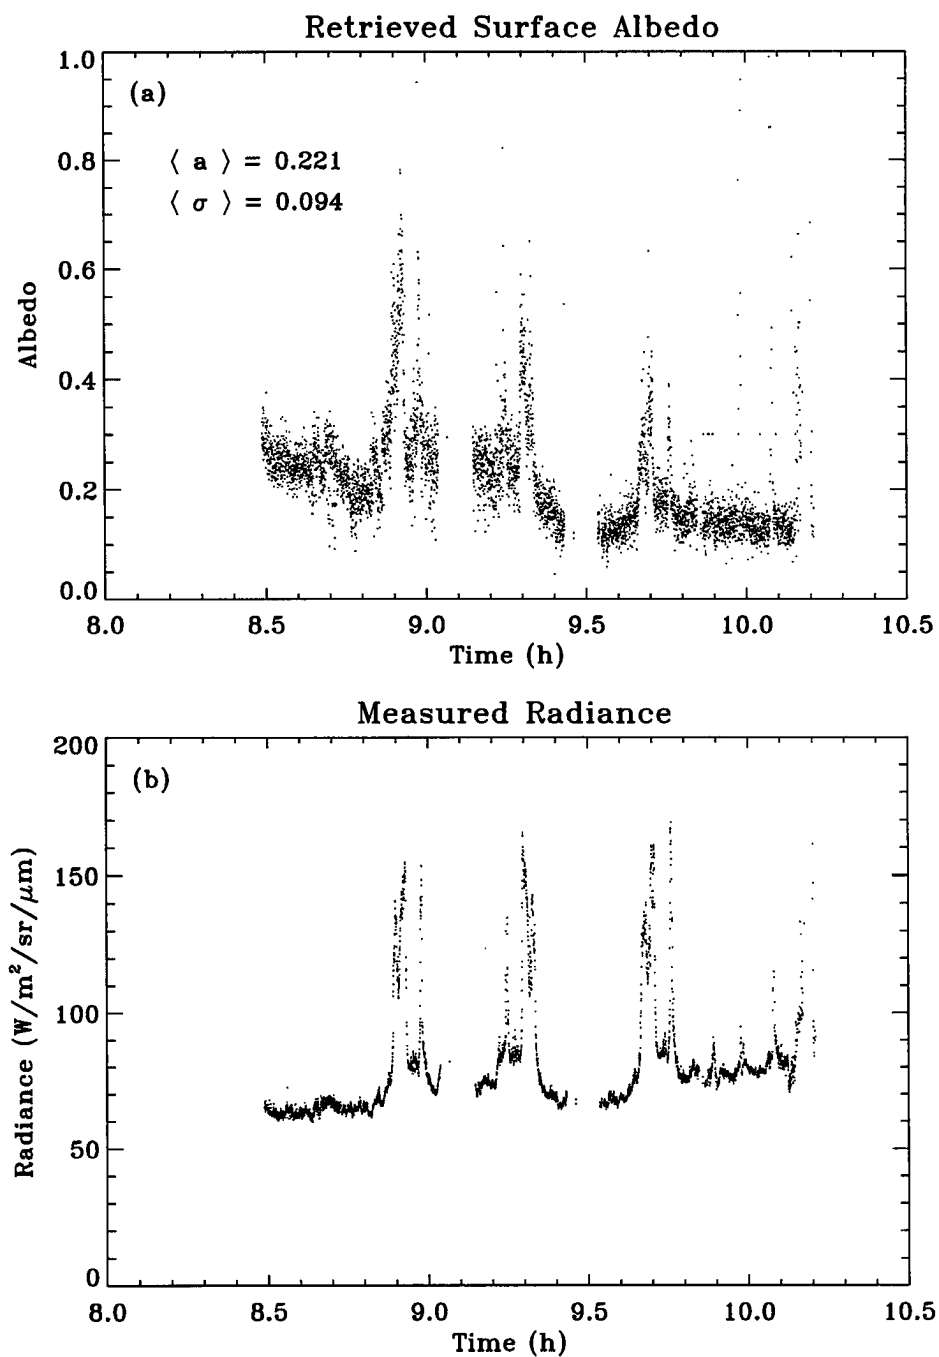 Retrieved Surface Albedo
(a)
⟨ a ⟩ = 0.221
⟨ σ ⟩ = 0.094
Albedo
1.0
0.8
0.6
0.4
0.2
0.0
8.0 8.5 9.0 9.5 10.0 10.5
Time (h)
Measured Radiance
(b)
Radiance (W/m²/sr/μm)
200
150
100
50
0
8.0 8.5 9.0 9.5 10.0 10.5
Time (h)